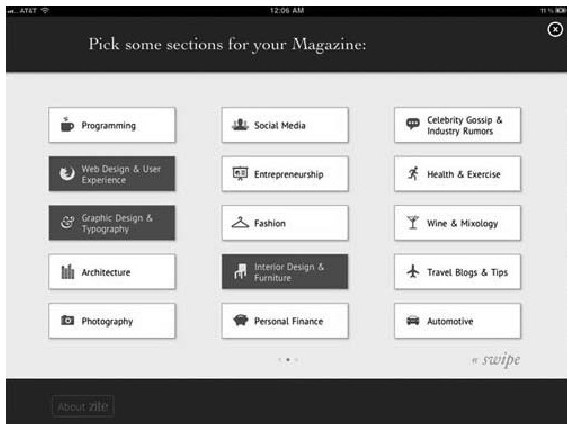 AT&T
12:06 AM
11%
Pick some sections for your Magazine:
Programming
Social Media
Celebrity Gossip &
Industry Rumors
Web Design & User
Experience
Entrepreneurship
Health & Exercise
Graphic Design &
Typography
Fashion
Wine & Mixology
Architecture
Interior Design &
Furniture
Travel Blogs & Tips
Photography
Personal Finance
Automotive
« swipe
About zite